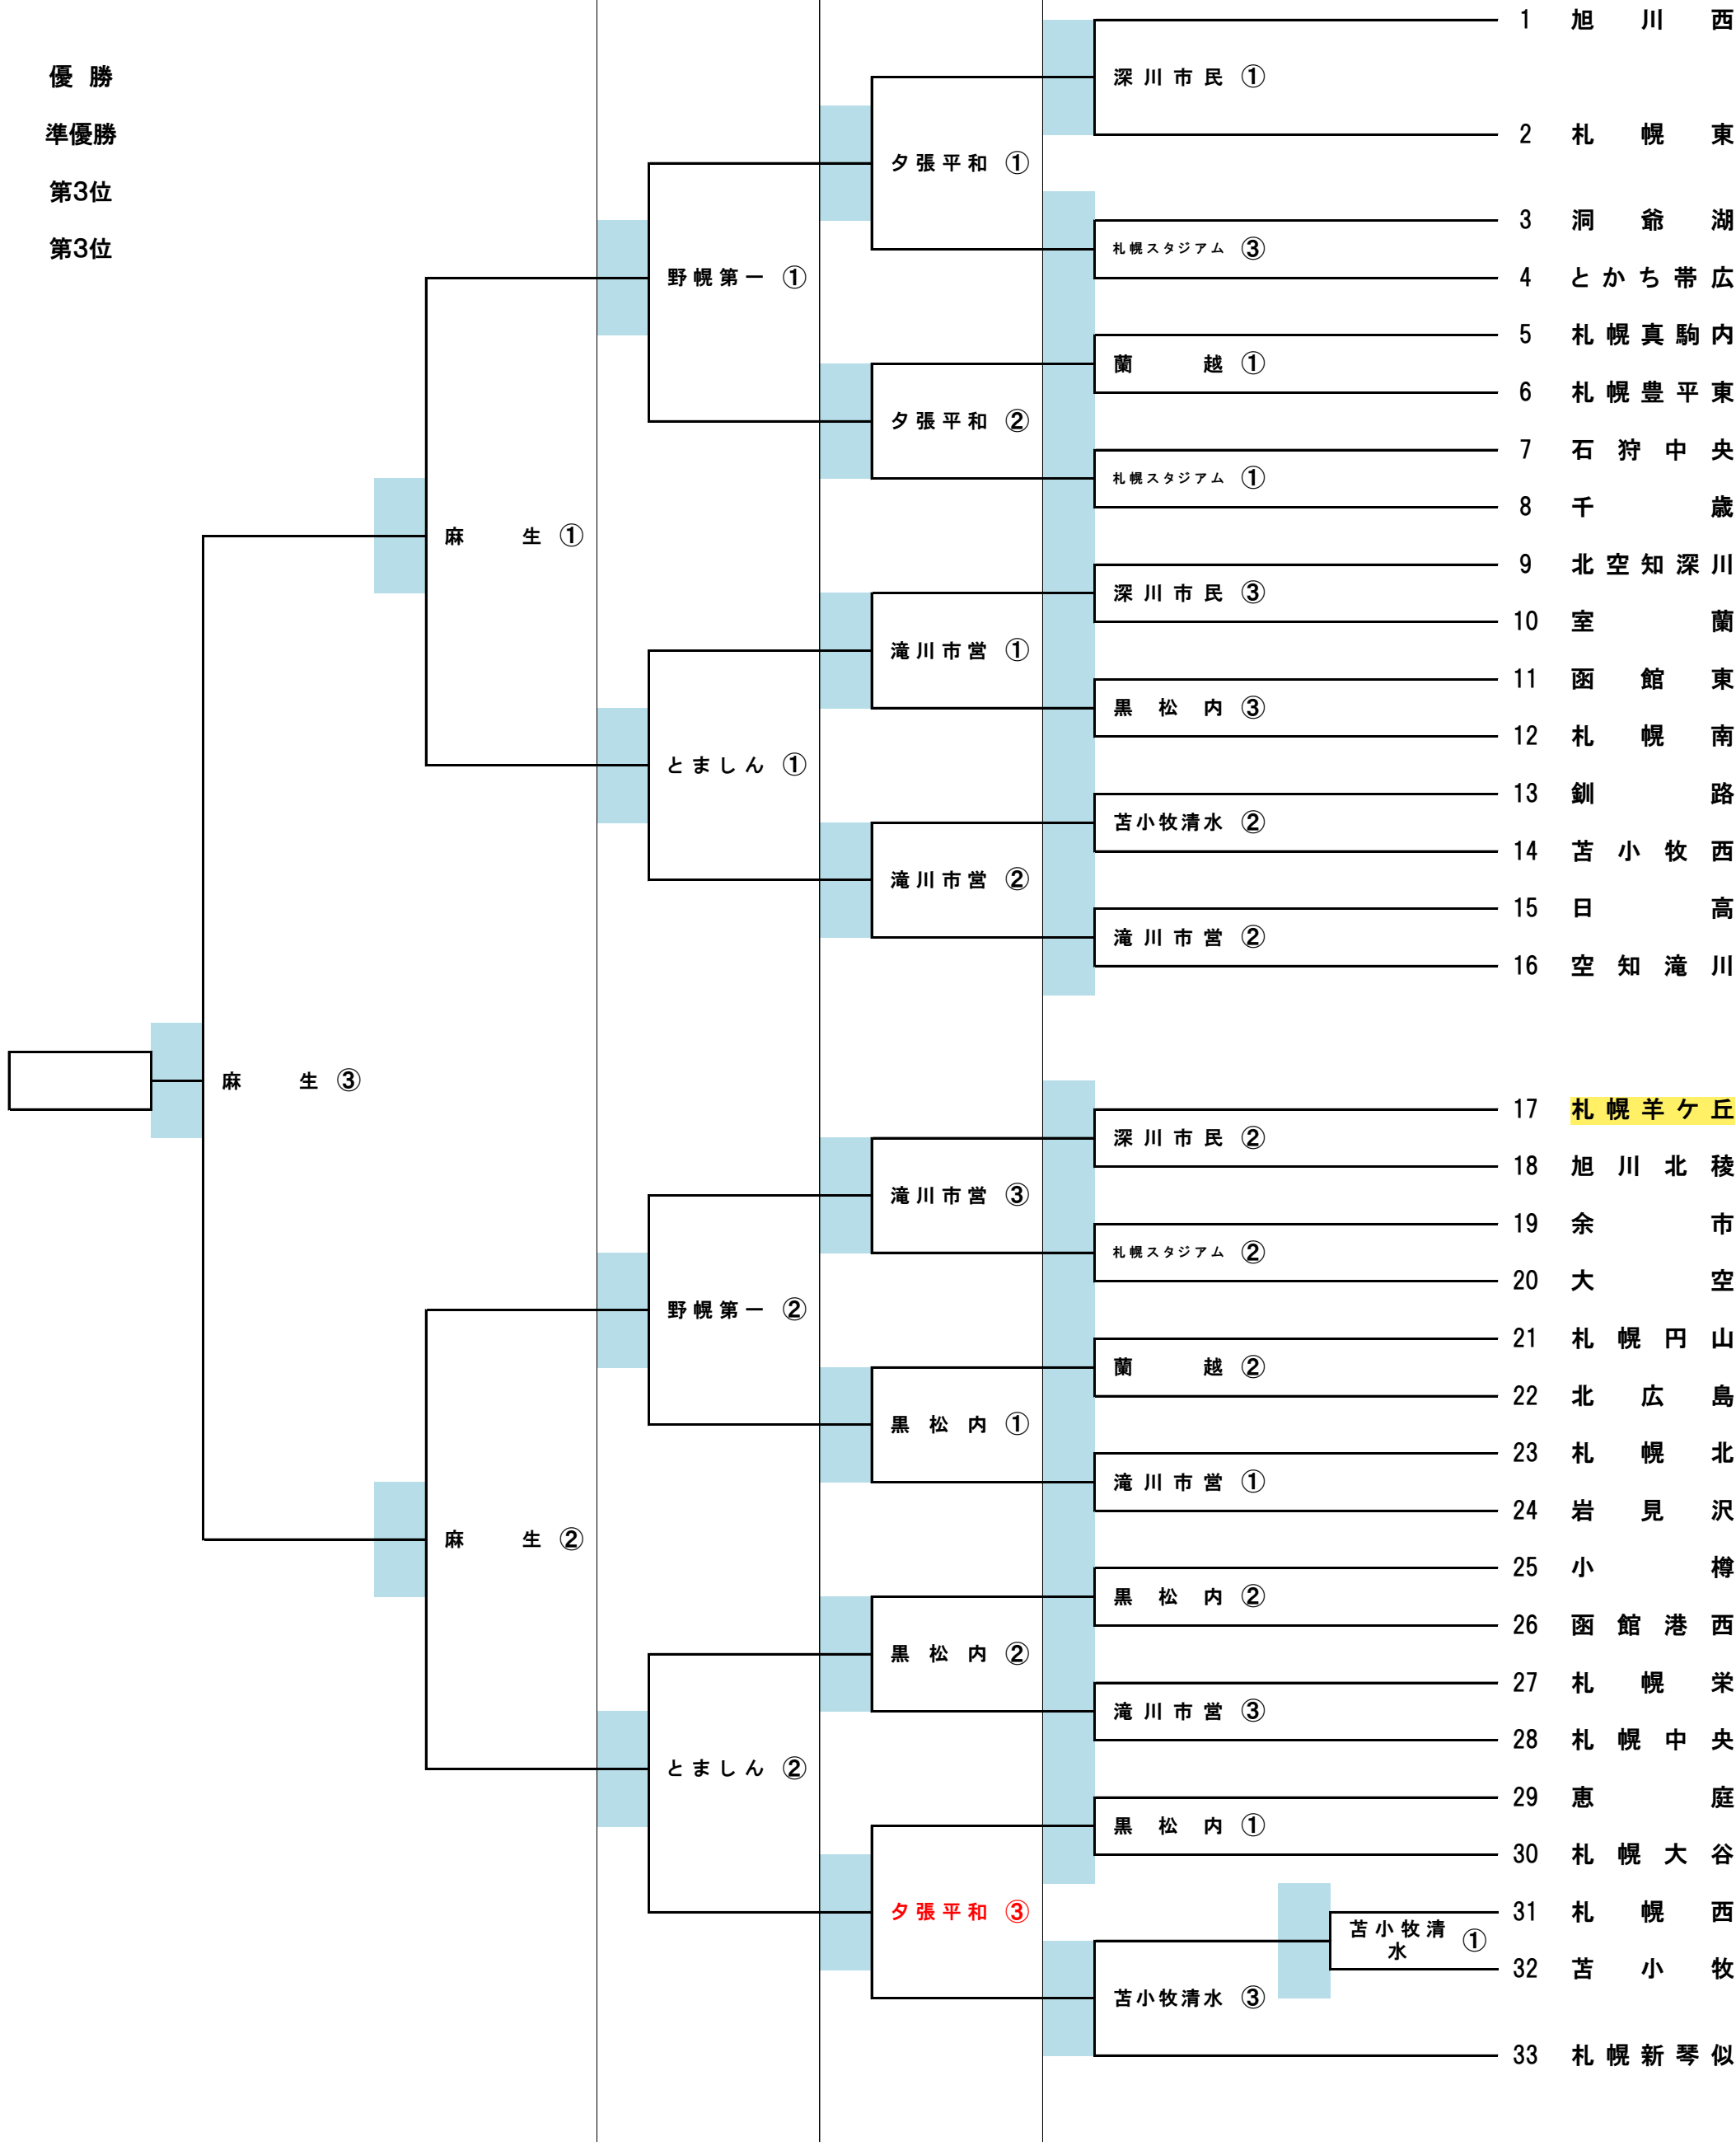 優勝
準優勝
第3位
第3位
麻生 ③
麻生 ①
麻生 ②
野幌第一 ①
とましん ①
野幌第一 ②
とましん ②
夕張平和 ①
夕張平和 ②
滝川市営 ①
滝川市営 ②
滝川市営 ③
黒松内 ①
黒松内 ②
夕張平和 ③
深川市民 ①
札幌スタジアム ③
蘭越 ①
札幌スタジアム ①
深川市民 ③
黒松内 ③
苫小牧清水 ②
滝川市営 ②
深川市民 ②
札幌スタジアム ②
蘭越 ②
滝川市営 ①
黒松内 ②
滝川市営 ③
黒松内 ①
苫小牧清水 ③
苫小牧清
水 ①
1 旭川西
2 札幌東
3 洞爺湖
4 とかち帯広
5 札幌真駒内
6 札幌豊平東
7 石狩中央
8 千歳
9 北空知深川
10 室蘭
11 函館東
12 札幌南
13 釧路
14 苫小牧西
15 日高
16 空知滝川
17 札幌羊ケ丘
18 旭川北稜
19 余市
20 大空
21 札幌円山
22 北広島
23 札幌北
24 岩見沢
25 小樽
26 函館港西
27 札幌栄
28 札幌中央
29 恵庭
30 札幌大谷
31 札幌西
32 苫小牧
33 札幌新琴似